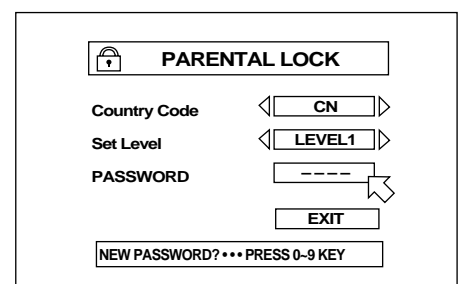 PARENTAL LOCK
Country Code CN
Set Level LEVEL1
PASSWORD – – – –
EXIT
NEW PASSWORD? ••• PRESS 0~9 KEY